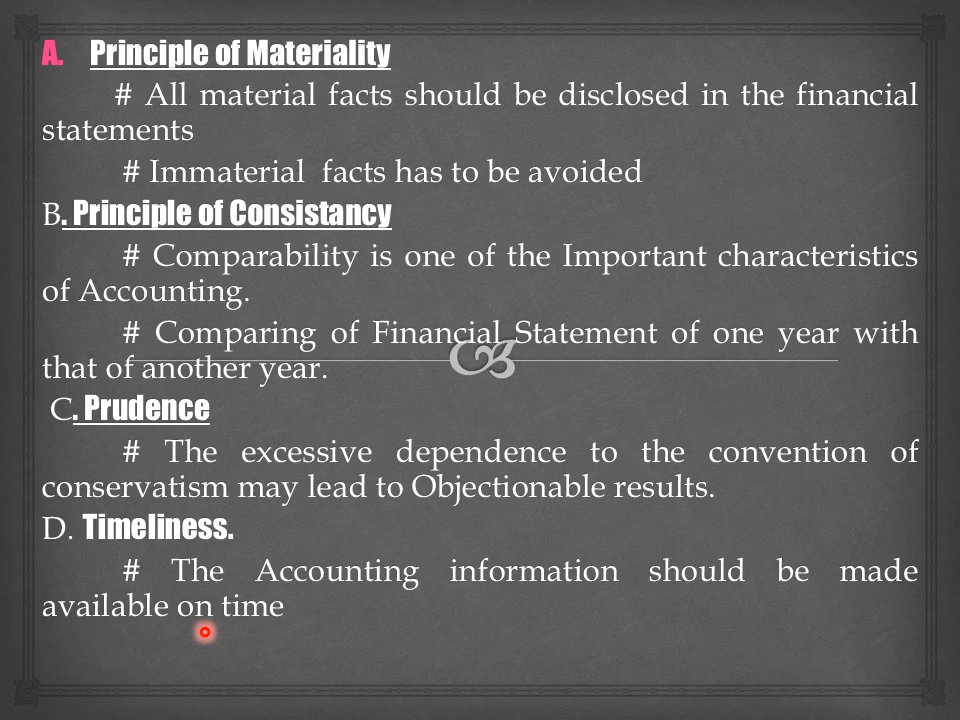 A. Principle of Materiality
# All material facts should be disclosed in the financial
statements
# Immaterial facts has to be avoided
B. Principle of Consistancy
# Comparability is one of the Important characteristics
of Accounting.
# Comparing of Financial Statement of one year with
that of another year.
C. Prudence
# The excessive dependence to the convention of
conservatism may lead to Objectionable results.
D. Timeliness.
# The Accounting information should be made
available on time